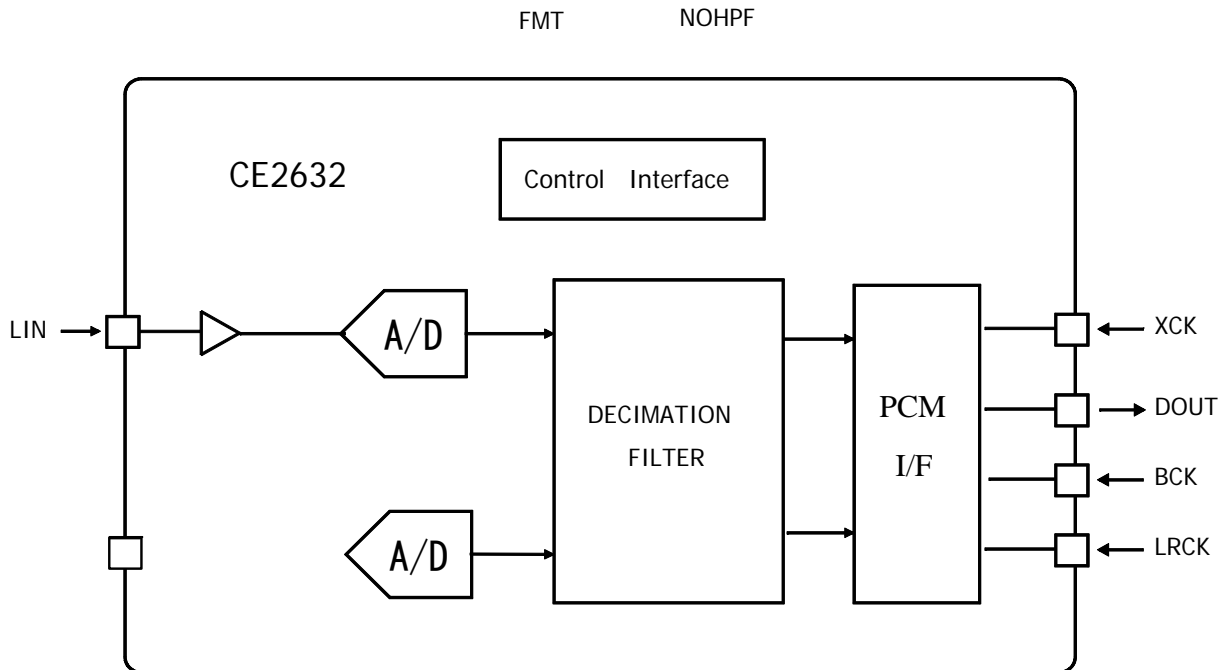 FMT NOHPF
CE2632
Control Interface
LIN
A/D
XCK
DECIMATION
FILTER
PCM
I/F
DOUT
BCK
A/D
LRCK